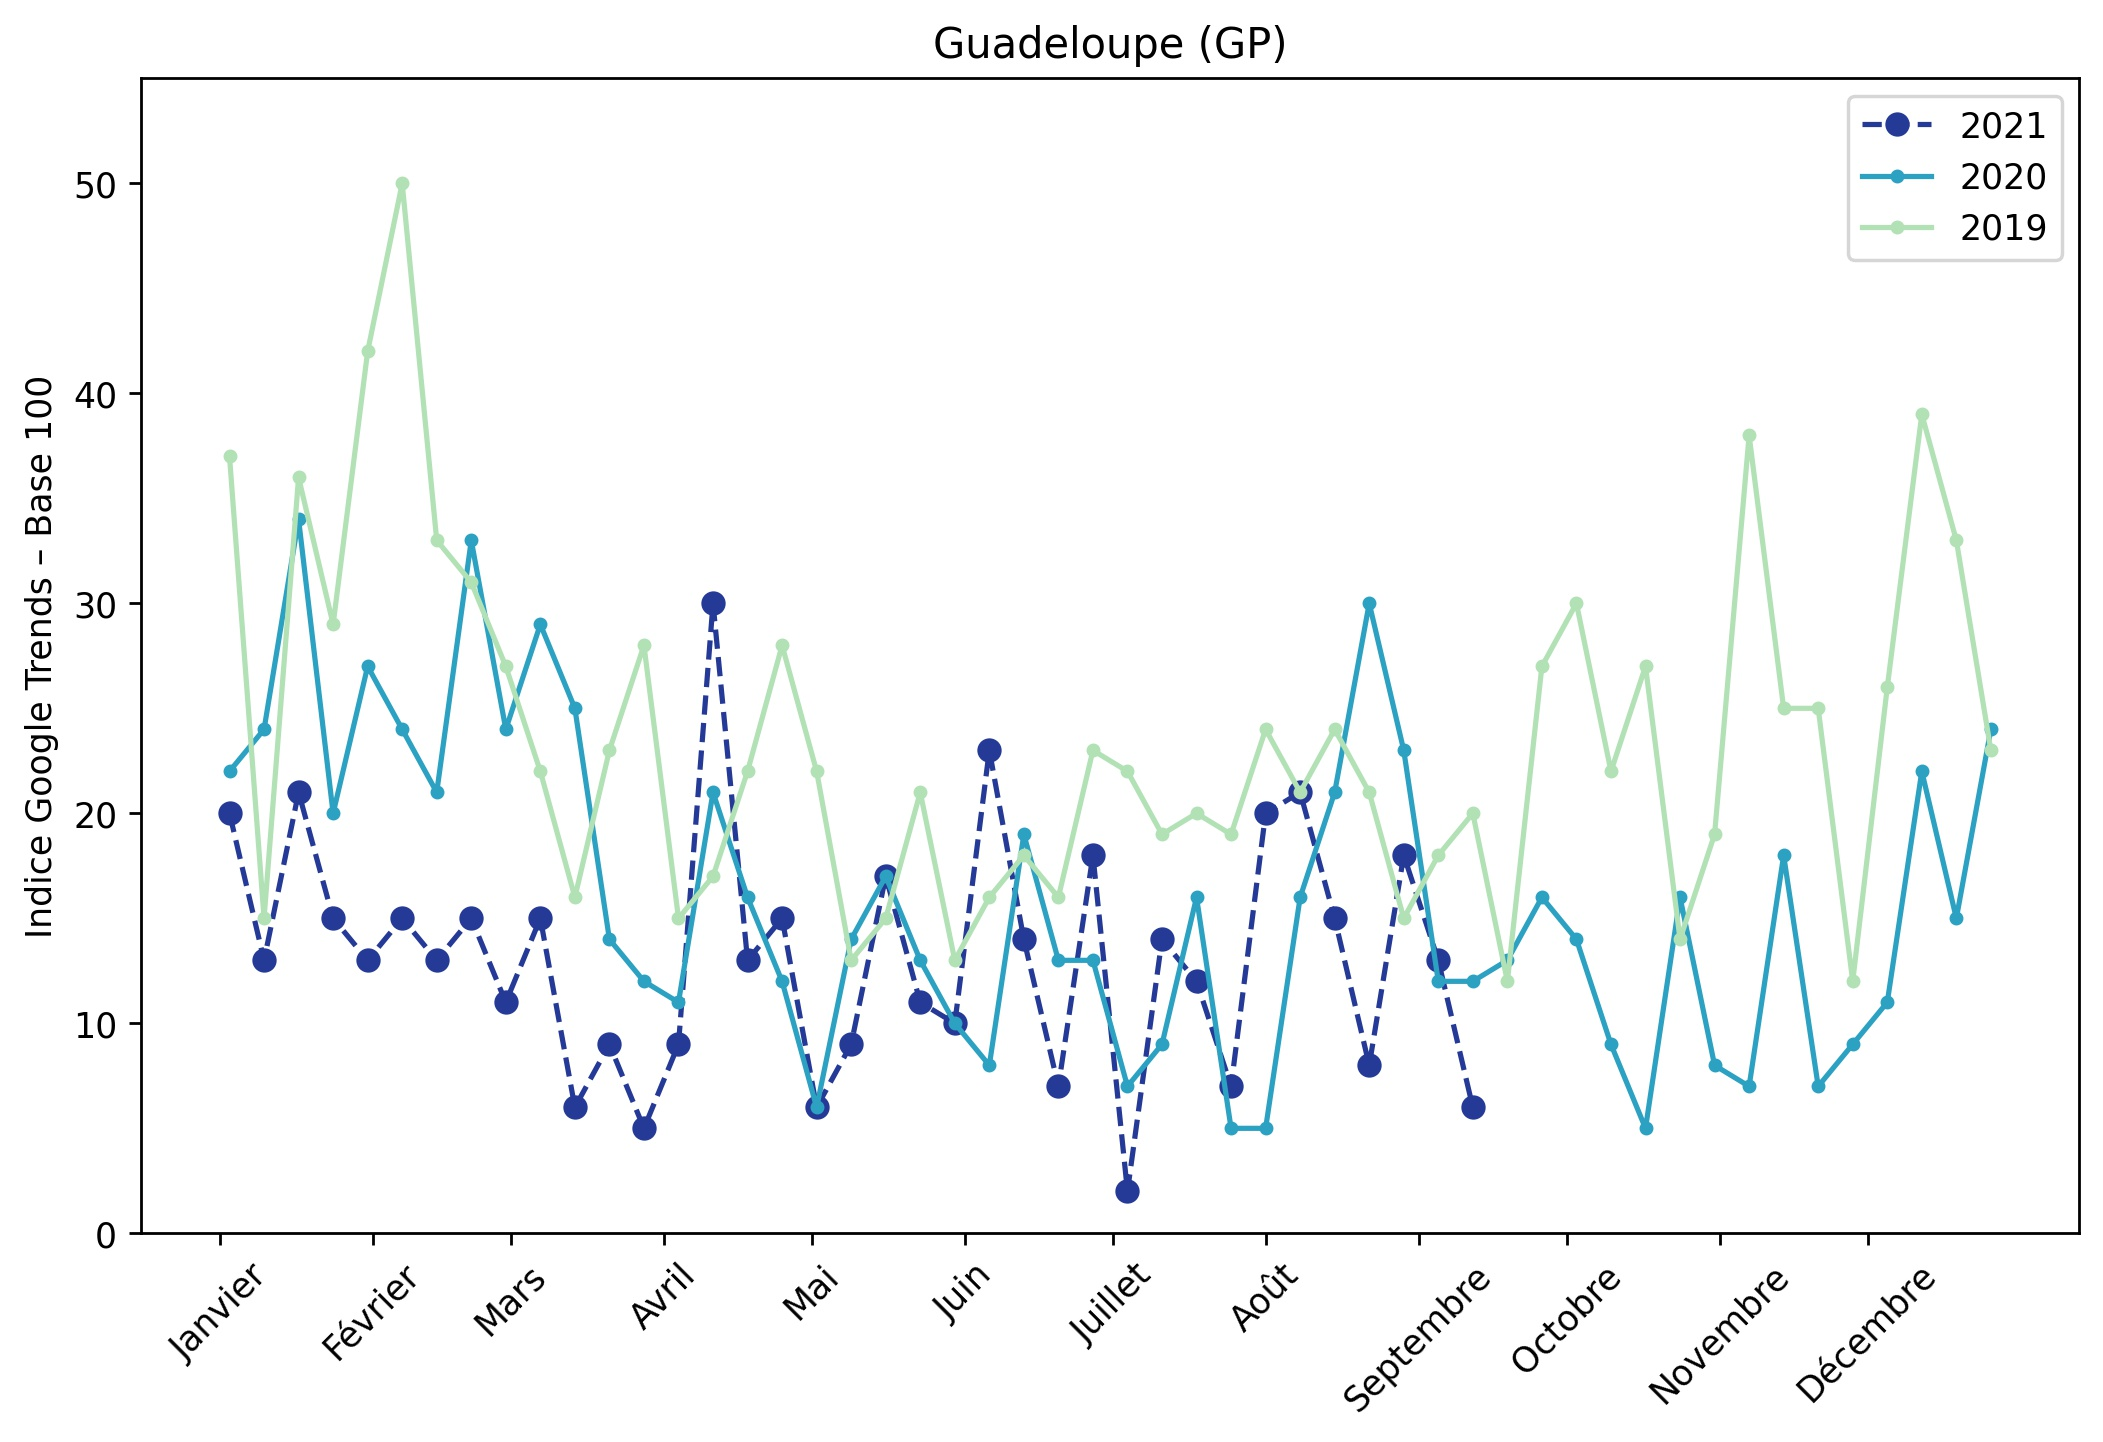 Guadeloupe (GP)
Indice Google Trends – Base 100
50
40
30
20
10
0
2021
2020
2019
Janvier
Février
Mars
Avril
Mai
Juin
Juillet
Août
Septembre
Octobre
Novembre
Décembre